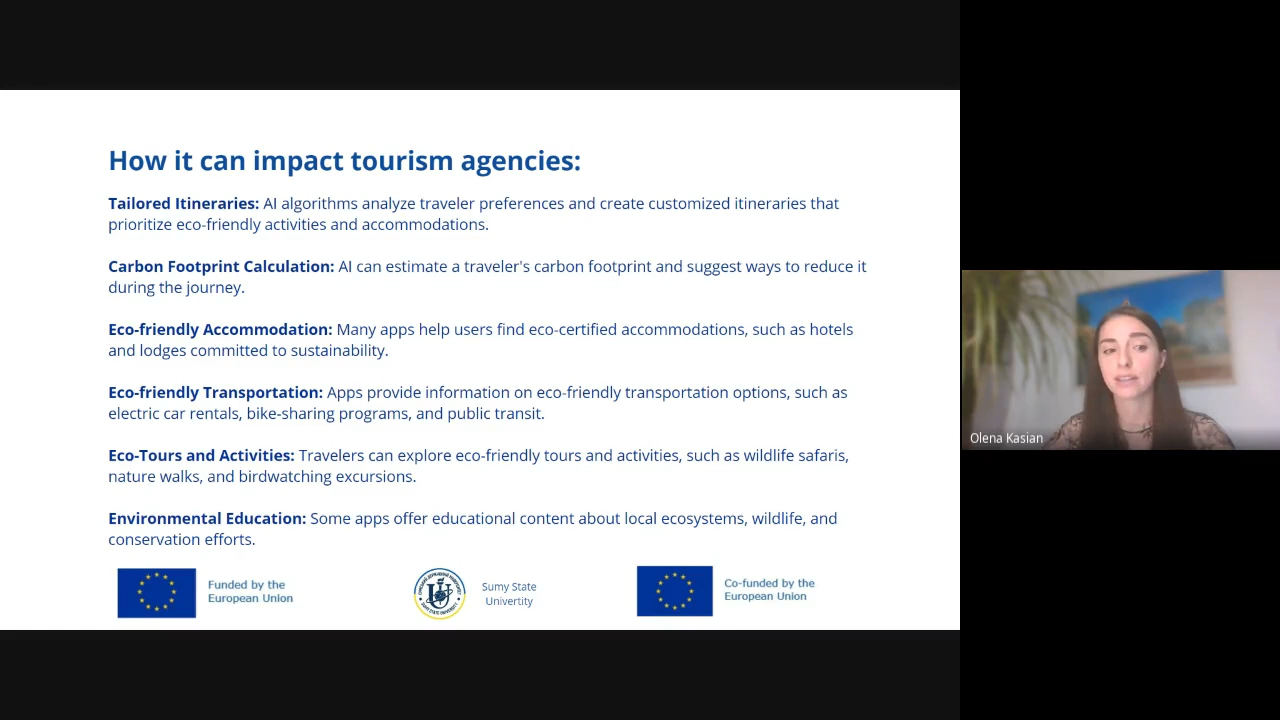 How it can impact tourism agencies:
Tailored Itineraries: AI algorithms analyze traveler preferences and create customized itineraries that
prioritize eco-friendly activities and accommodations.
Carbon Footprint Calculation: AI can estimate a traveler's carbon footprint and suggest ways to reduce it
during the journey.
Eco-friendly Accommodation: Many apps help users find eco-certified accommodations, such as hotels
and lodges committed to sustainability.
Eco-friendly Transportation: Apps provide information on eco-friendly transportation options, such as
electric car rentals, bike-sharing programs, and public transit.
Eco-Tours and Activities: Travelers can explore eco-friendly tours and activities, such as wildlife safaris,
nature walks, and birdwatching excursions.
Environmental Education: Some apps offer educational content about local ecosystems, wildlife, and
conservation efforts.
Funded by the
European Union
Sumy State
Univertity
Co-funded by the
European Union
Olena Kasian